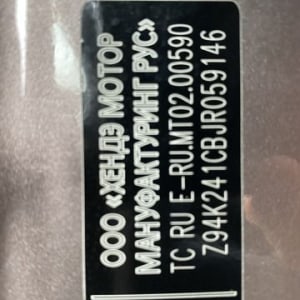 ООО «ХЕНДЭ МОТОР
МАНУФАКТУРИНГ РУС»
TC RU E-RU.MT02.00590
Z94K241CBJR059146